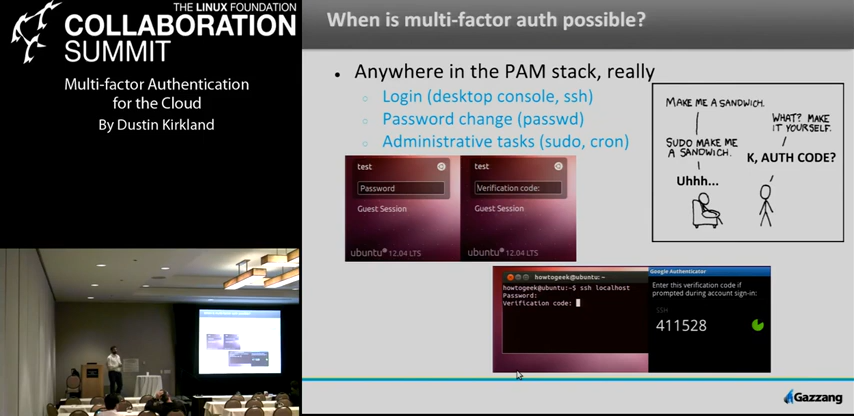 THE LINUX FOUNDATION
COLLABORATION
SUMMIT
Multi-factor Authentication
for the Cloud
By Dustin Kirkland
When is multi-factor auth possible?
Anywhere in the PAM stack, really
Login (desktop console, ssh)
Password change (passwd)
Administrative tasks (sudo, cron)
MAKE ME A SANDWICH.
WHAT? MAKE
IT YOURSELF.
SUDO MAKE ME
A SANDWICH.
K, AUTH CODE?
Uhhh...
test
Password
Guest Session
ubuntu 12.04 LTS
test
Verification code:
Guest Session
ubuntu 12.04 LTS
howtogeek@ubuntu: ~
howtogeek@ubuntu:~$ ssh localhost
Password:
Verification code:
Google Authenticator
Enter this verification code if
prompted during account sign-in:
SSH
411528
Gazzang